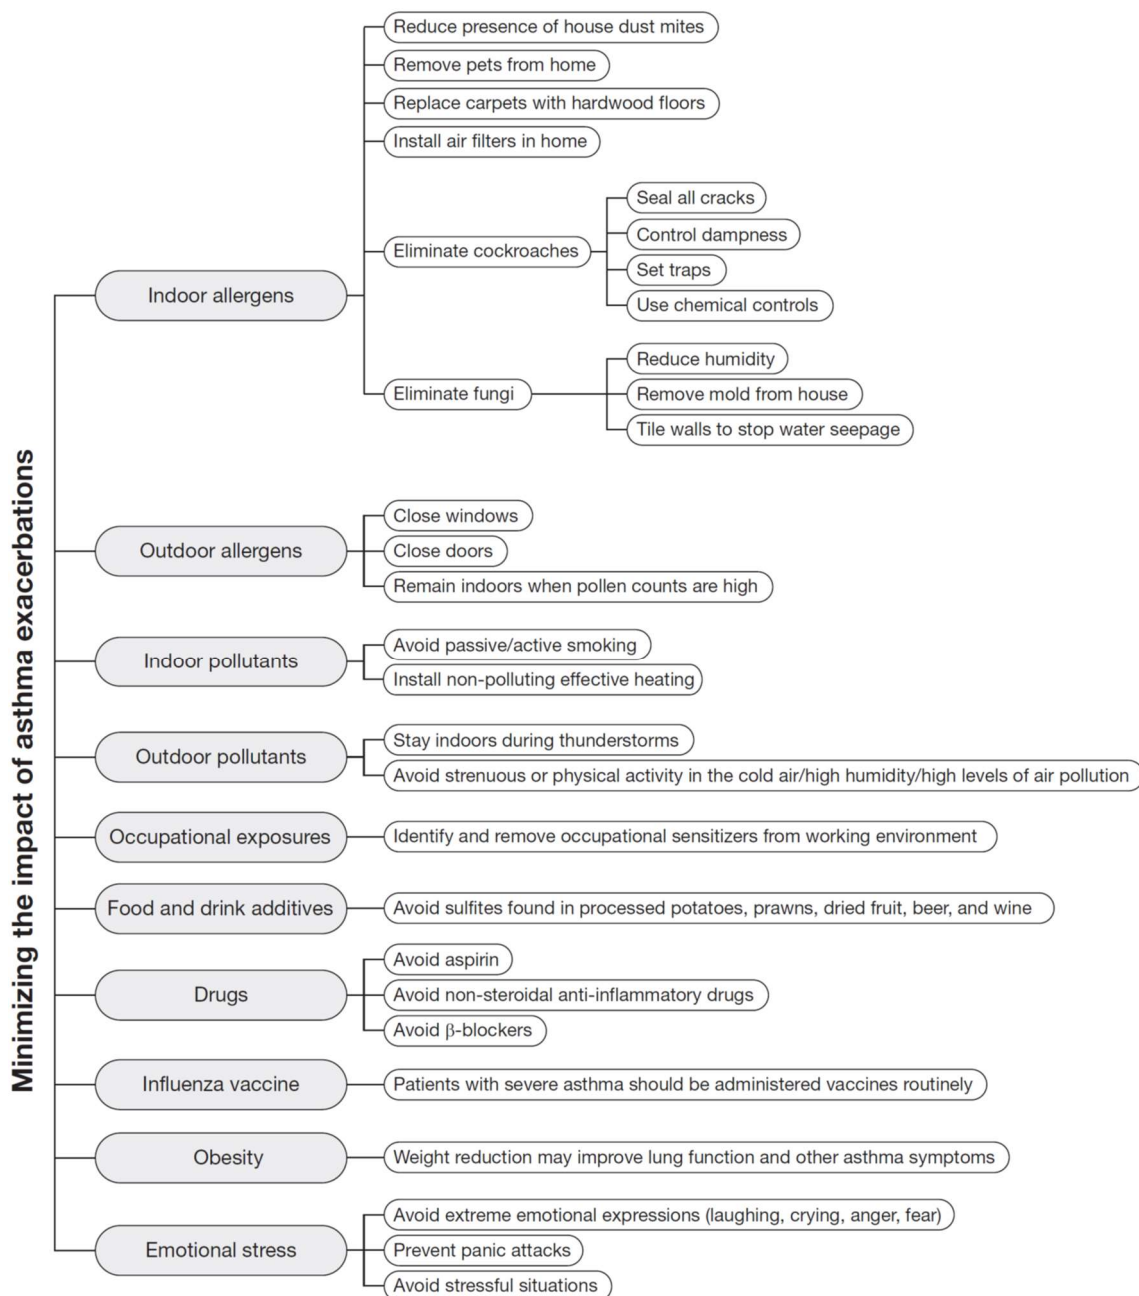 Minimizing the impact of asthma exacerbations
Indoor allergens
Reduce presence of house dust mites
Remove pets from home
Replace carpets with hardwood floors
Install air filters in home
Eliminate cockroaches
Seal all cracks
Control dampness
Set traps
Use chemical controls
Eliminate fungi
Reduce humidity
Remove mold from house
Tile walls to stop water seepage
Outdoor allergens
Close windows
Close doors
Remain indoors when pollen counts are high
Indoor pollutants
Avoid passive/active smoking
Install non-polluting effective heating
Outdoor pollutants
Stay indoors during thunderstorms
Avoid strenuous or physical activity in the cold air/high humidity/high levels of air pollution
Occupational exposures
Identify and remove occupational sensitizers from working environment
Food and drink additives
Avoid sulfites found in processed potatoes, prawns, dried fruit, beer, and wine
Drugs
Avoid aspirin
Avoid non-steroidal anti-inflammatory drugs
Avoid β-blockers
Influenza vaccine
Patients with severe asthma should be administered vaccines routinely
Obesity
Weight reduction may improve lung function and other asthma symptoms
Emotional stress
Avoid extreme emotional expressions (laughing, crying, anger, fear)
Prevent panic attacks
Avoid stressful situations